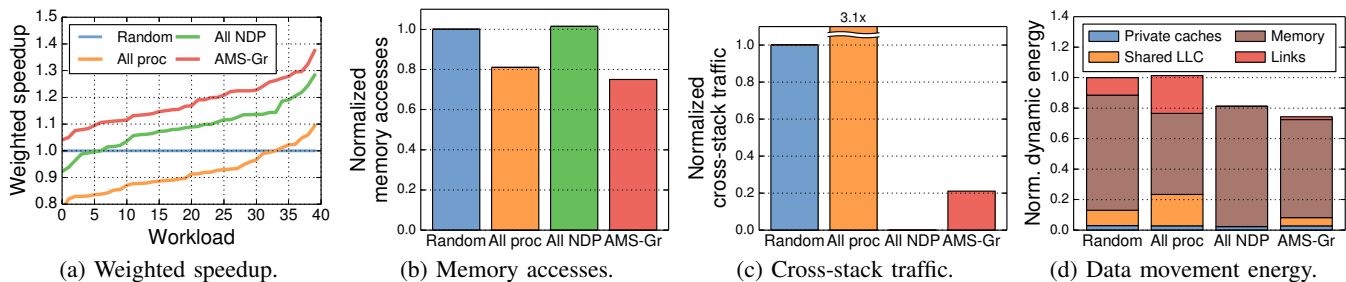 Weighted speedup
1.5
1.4
1.3
1.2
1.1
1.0
0.9
0.8
Random
All proc
All NDP
AMS-Gr
0 5 10 15 20 25 30 35 40
Workload
(a) Weighted speedup.
Normalized
memory accesses
1.0
0.8
0.6
0.4
0.2
0.0
Random All proc All NDP AMS-Gr
(b) Memory accesses.
Normalized
cross-stack traffic
3.1x
1.0
0.8
0.6
0.4
0.2
0.0
Random All proc All NDP AMS-Gr
(c) Cross-stack traffic.
Norm. dynamic energy
1.4
1.2
1.0
0.8
0.6
0.4
0.2
0.0
Private caches
Shared LLC
Memory
Links
Random All proc All NDP AMS-Gr
(d) Data movement energy.